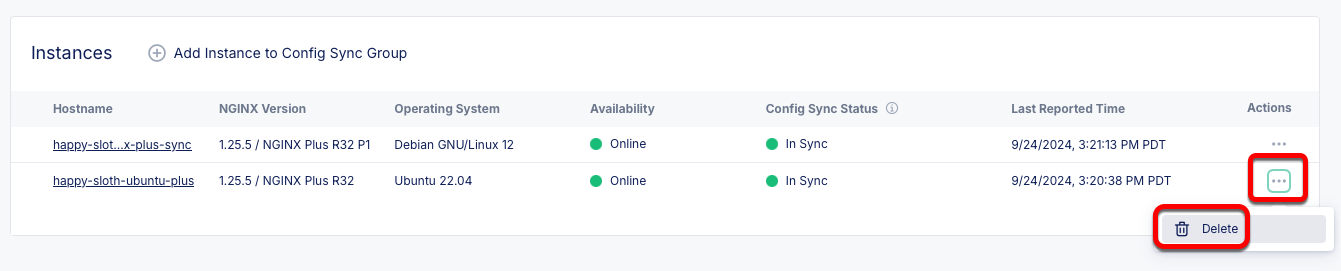 Instances Add Instance to Config Sync Group
Hostname NGINX Version Operating System Availability Config Sync Status Last Reported Time Actions
happy-slot...x-plus-sync 1.25.5 / NGINX Plus R32 P1 Debian GNU/Linux 12 Online In Sync 9/24/2024, 3:21:13 PM PDT
happy-sloth-ubuntu-plus 1.25.5 / NGINX Plus R32 Ubuntu 22.04 Online In Sync 9/24/2024, 3:20:38 PM PDT
Delete